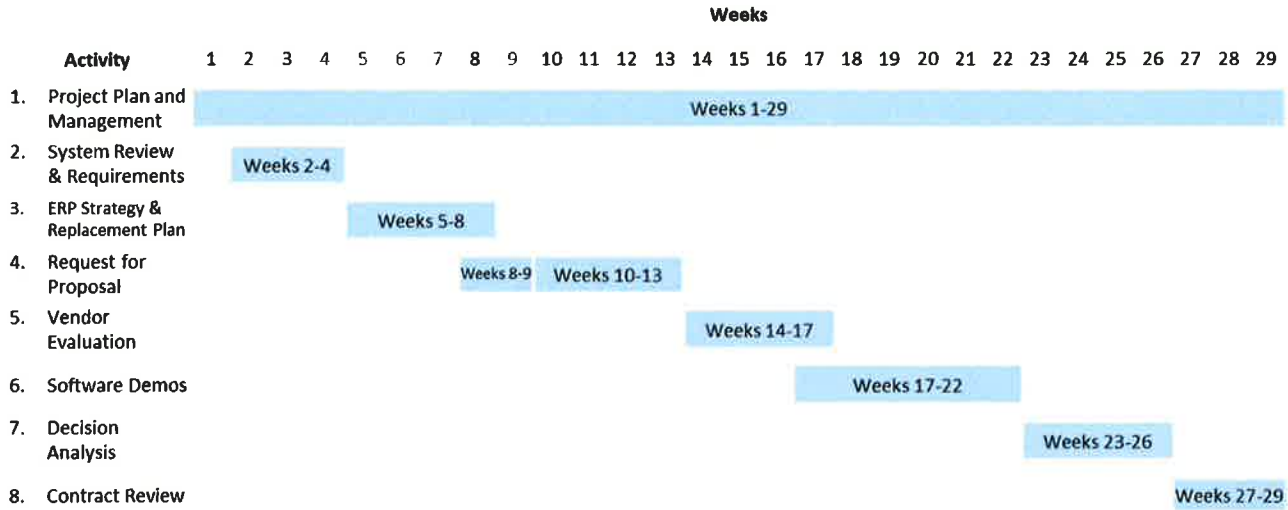 Weeks
Activity 1 2 3 4 5 6 7 8 9 10 11 12 13 14 15 16 17 18 19 20 21 22 23 24 25 26 27 28 29
1. Project Plan and
Management
Weeks 1-29
2. System Review
& Requirements
Weeks 2-4
3. ERP Strategy &
Replacement Plan
Weeks 5-8
4. Request for
Proposal
Weeks 8-9 Weeks 10-13
5. Vendor
Evaluation
Weeks 14-17
6. Software Demos Weeks 17-22
7. Decision
Analysis
Weeks 23-26
8. Contract Review Weeks 27-29